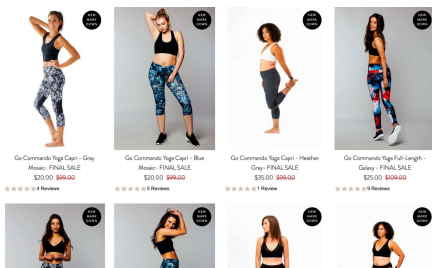 NEW
MARK
DOWN
NEW
MARK
DOWN
NEW
MARK
DOWN
NEW
MARK
DOWN
Go Commando Yoga Capri - Gray
Mosaic- FINAL SALE
$20.00 $99.00
4 Reviews
Go Commando Yoga Capri - Blue
Mosaic- FINAL SALE
$20.00 $99.00
5 Reviews
Go Commando Yoga Capri - Heather
Gray- FINAL SALE
$35.00 $99.00
1 Review
Go Commando Yoga Full-Length -
Galaxy - FINAL SALE
$25.00 $109.00
9 Reviews
NEW
MARK
DOWN
NEW
MARK
DOWN
NEW
MARK
DOWN
NEW
MARK
DOWN